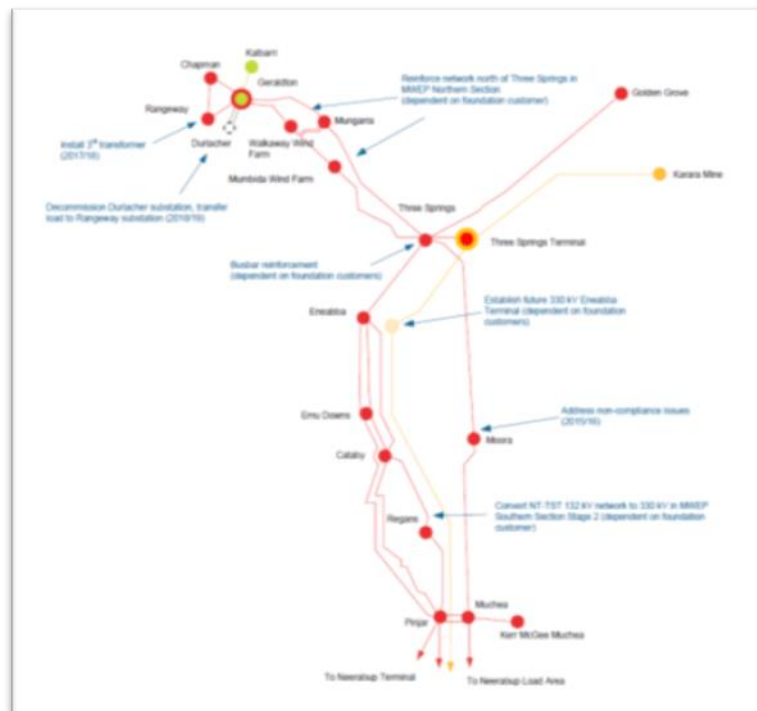 Kalbarri
Chapman
Geraldton
Rangeway
Durlacher
Walkaway Wind
Farm
Mungarra
Mumbida Wind Farm
Install 3rd transformer
(2017/18)
Decommission Durlacher substation, transfer
load to Rangeway substation (2018/19)
Reinforce network north of Three Springs in
MWEP Northern Section
(dependent on foundation customer)
Golden Grove
Karara Mine
Three Springs
Three Springs Terminal
Busbar reinforcement
(dependent on foundation customers)
Eneabba
Establish future 330 kV Eneabba
Terminal (dependent on foundation
customers)
Emu Downs
Cataby
Address non-compliance issues
(2015/16)
Moora
Regans
Convert NT-TST 132 kV network to 330 kV in MWEP
Southern Section Stage 2 (dependent on foundation
customer)
Muchea
Pinjar
Kerr McGee Muchea
To Neerabup Terminal
To Neerabup Load Area